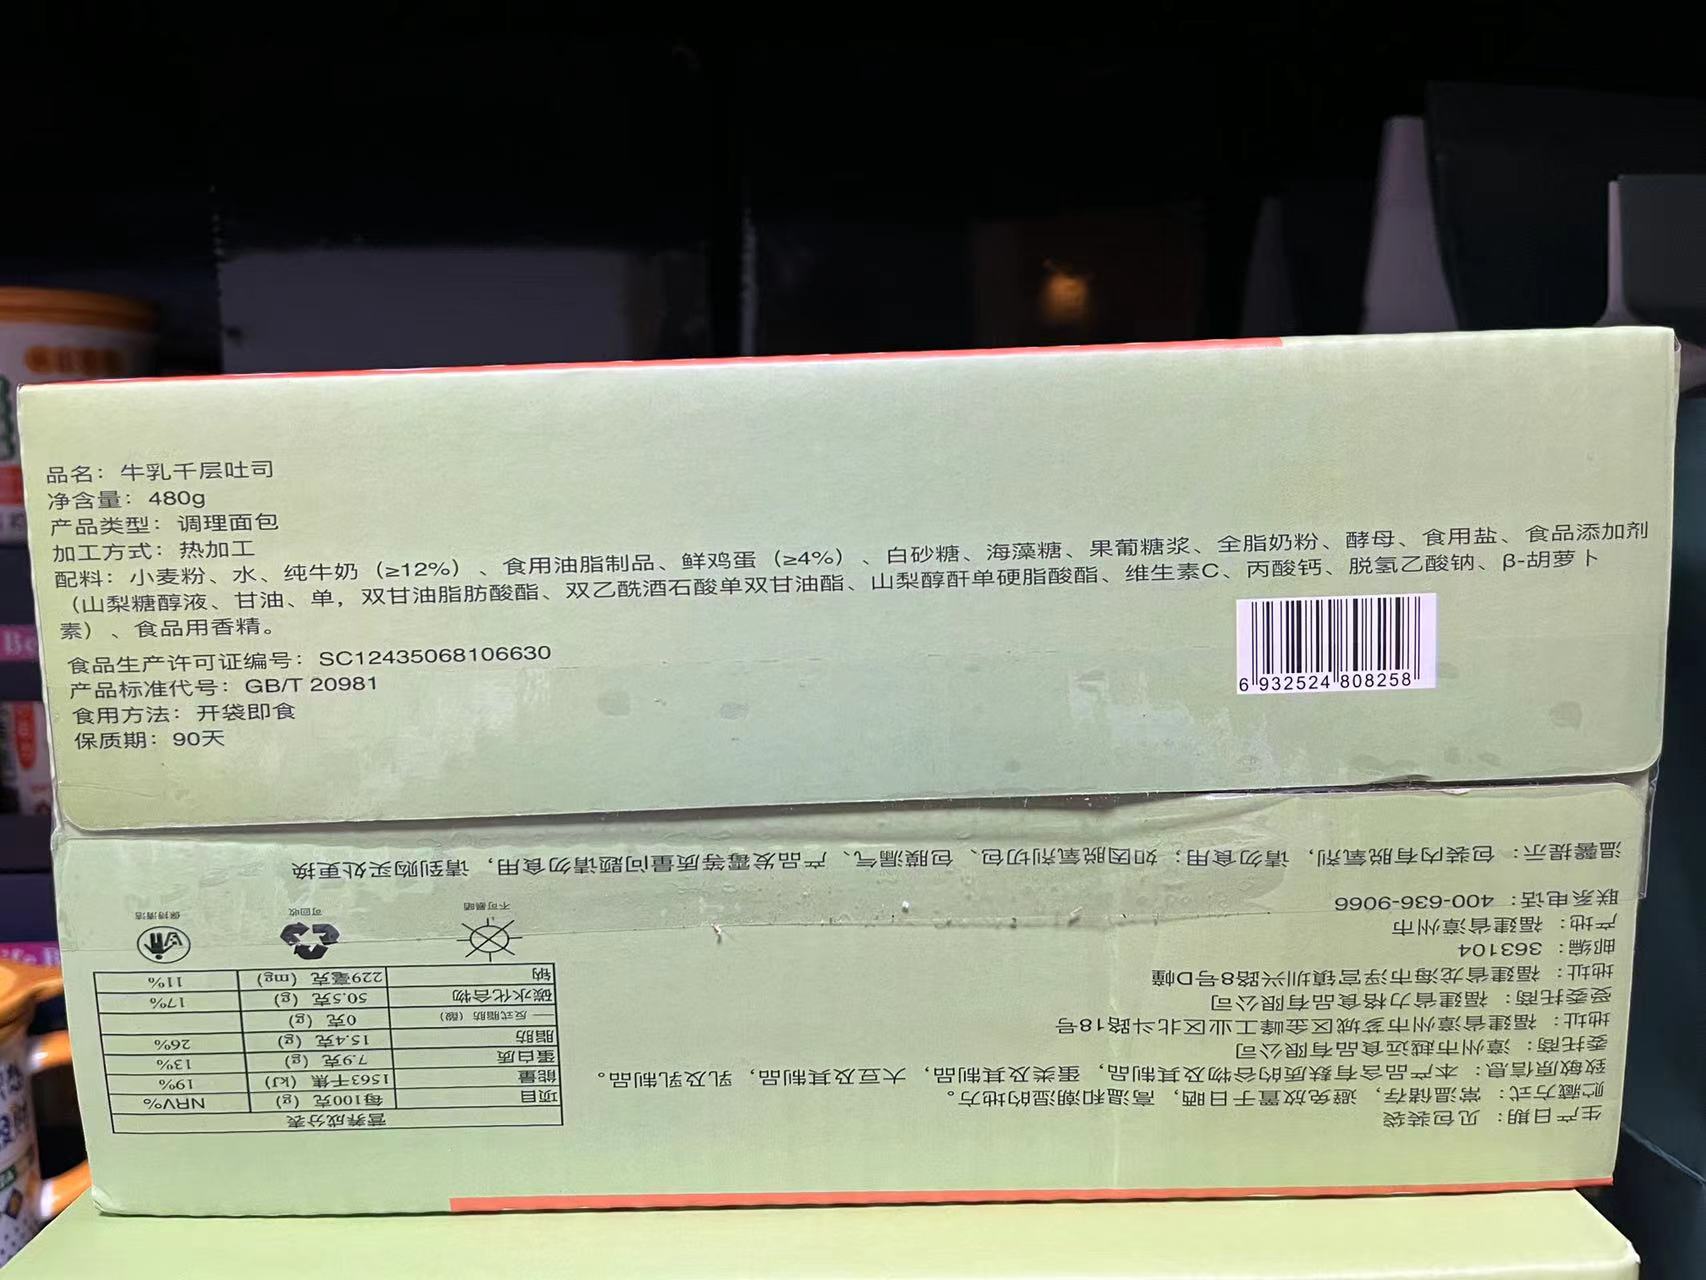 品名：牛乳千层吐司
净含量：480g
产品类型：调理面包
加工方式：热加工
配料：小麦粉、水、纯牛奶（≥12%）、食用油脂制品、鲜鸡蛋（≥4%）、白砂糖、海藻糖、果葡糖浆、全脂奶粉、酵母、食用盐、食品添加剂
（山梨糖醇液、甘油、单，双甘油脂肪酸酯、双乙酰酒石酸单双甘油酯、山梨醇酐单硬脂酸酯、维生素C、丙酸钙、脱氢乙酸钠、β-胡萝卜
素）、食品用香精。
食品生产许可证编号：SC12435068106630
产品标准代号：GB/T 20981
食用方法：开袋即食
保质期：90天
6 932524 808258
生产日期：见包装袋
贮藏方式：常温储存，避免放置于日晒，高温和潮湿的地方。
致敏原信息：本产品含有麸质的谷物及其制品，蛋类及其制品，大豆及其制品，乳及乳制品。
委托商：漳州市越远食品有限公司
地址：福建省漳州市芗城区金峰工业区北斗路18号
受委托商：福建省力格食品有限公司
地址：福建省龙海市浮宫镇圳兴路8号D幢
邮编：363104
产地：福建省漳州市
联系电话：400-636-9066
温馨提示：包装内有脱氧剂，请勿食用；如因脱氧剂切包、包膜漏气、产品发霉等质量问题请勿食用，请到购买处更换
营养成分表
项目 每100克（g） NRV%
能量 1563千焦（kJ） 19%
蛋白质 7.9克（g） 13%
脂肪 15.4克（g） 26%
—反式脂肪（酸） 0克（g）
碳水化合物 50.5克（g） 17%
钠 229毫克（mg） 11%
不可暴晒 可回收 保持清洁